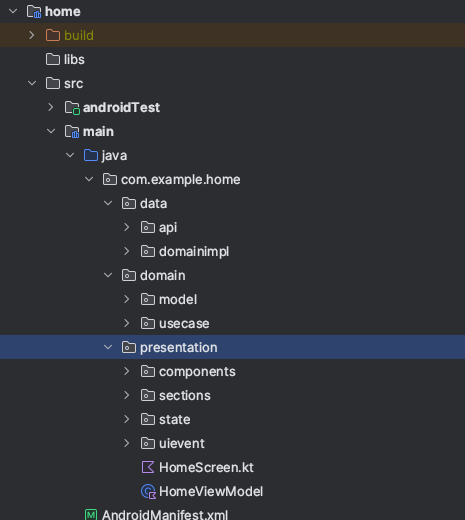 home
build
libs
src
androidTest
main
java
com.example.home
data
api
domainimpl
domain
model
usecase
presentation
components
sections
state
uievent
HomeScreen.kt
HomeViewModel
AndroidManifest.xml